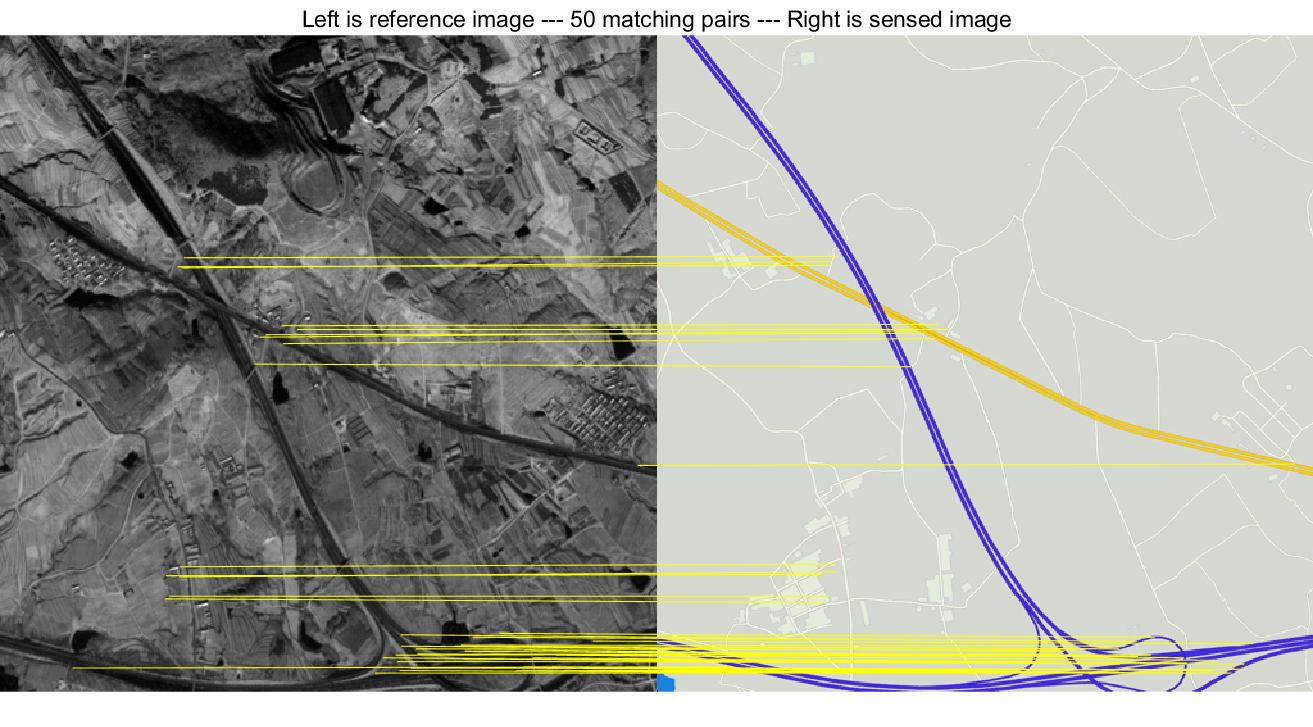 Left is reference image --- 50 matching pairs --- Right is sensed image